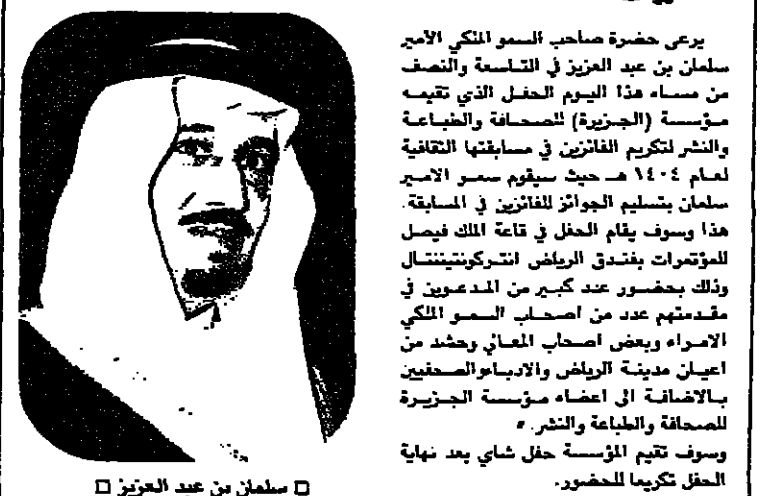 يرعى حضرة صاحب السمو الملكي الأمير
سلمان بن عبد العزيز في التاسعة والنصف
من مساء هذا اليوم الحفل الذي تقيمه
مؤسسة (الجزيرة) للصحافة والطباعة
والنشر لتكريم الفائزين في مسابقتها الثقافية
لعام ١٤٠٤ هـ حيث سيقوم سمو الامير
سلمان بتسليم الجوائز للفائزين في المسابقة.
هذا وسوف يقام الحفل في قاعة الملك فيصل
للمؤتمرات بفندق الرياض انتركونتيننتال
وذلك بحضور عدد كبير من المدعوين في
مقدمتهم عدد من اصحاب السمو الملكي
الامراء وبعض اصحاب المعالي وحشد من
اعيان مدينة الرياض والادباء والصحفيين
بالاضافة الى اعضاء مؤسسة الجزيرة
للصحافة والطباعة والنشر.
وسوف تقيم المؤسسة حفل شاي بعد نهاية
الحفل تكريما للحضور.
□ سلمان بن عبد العزيز □